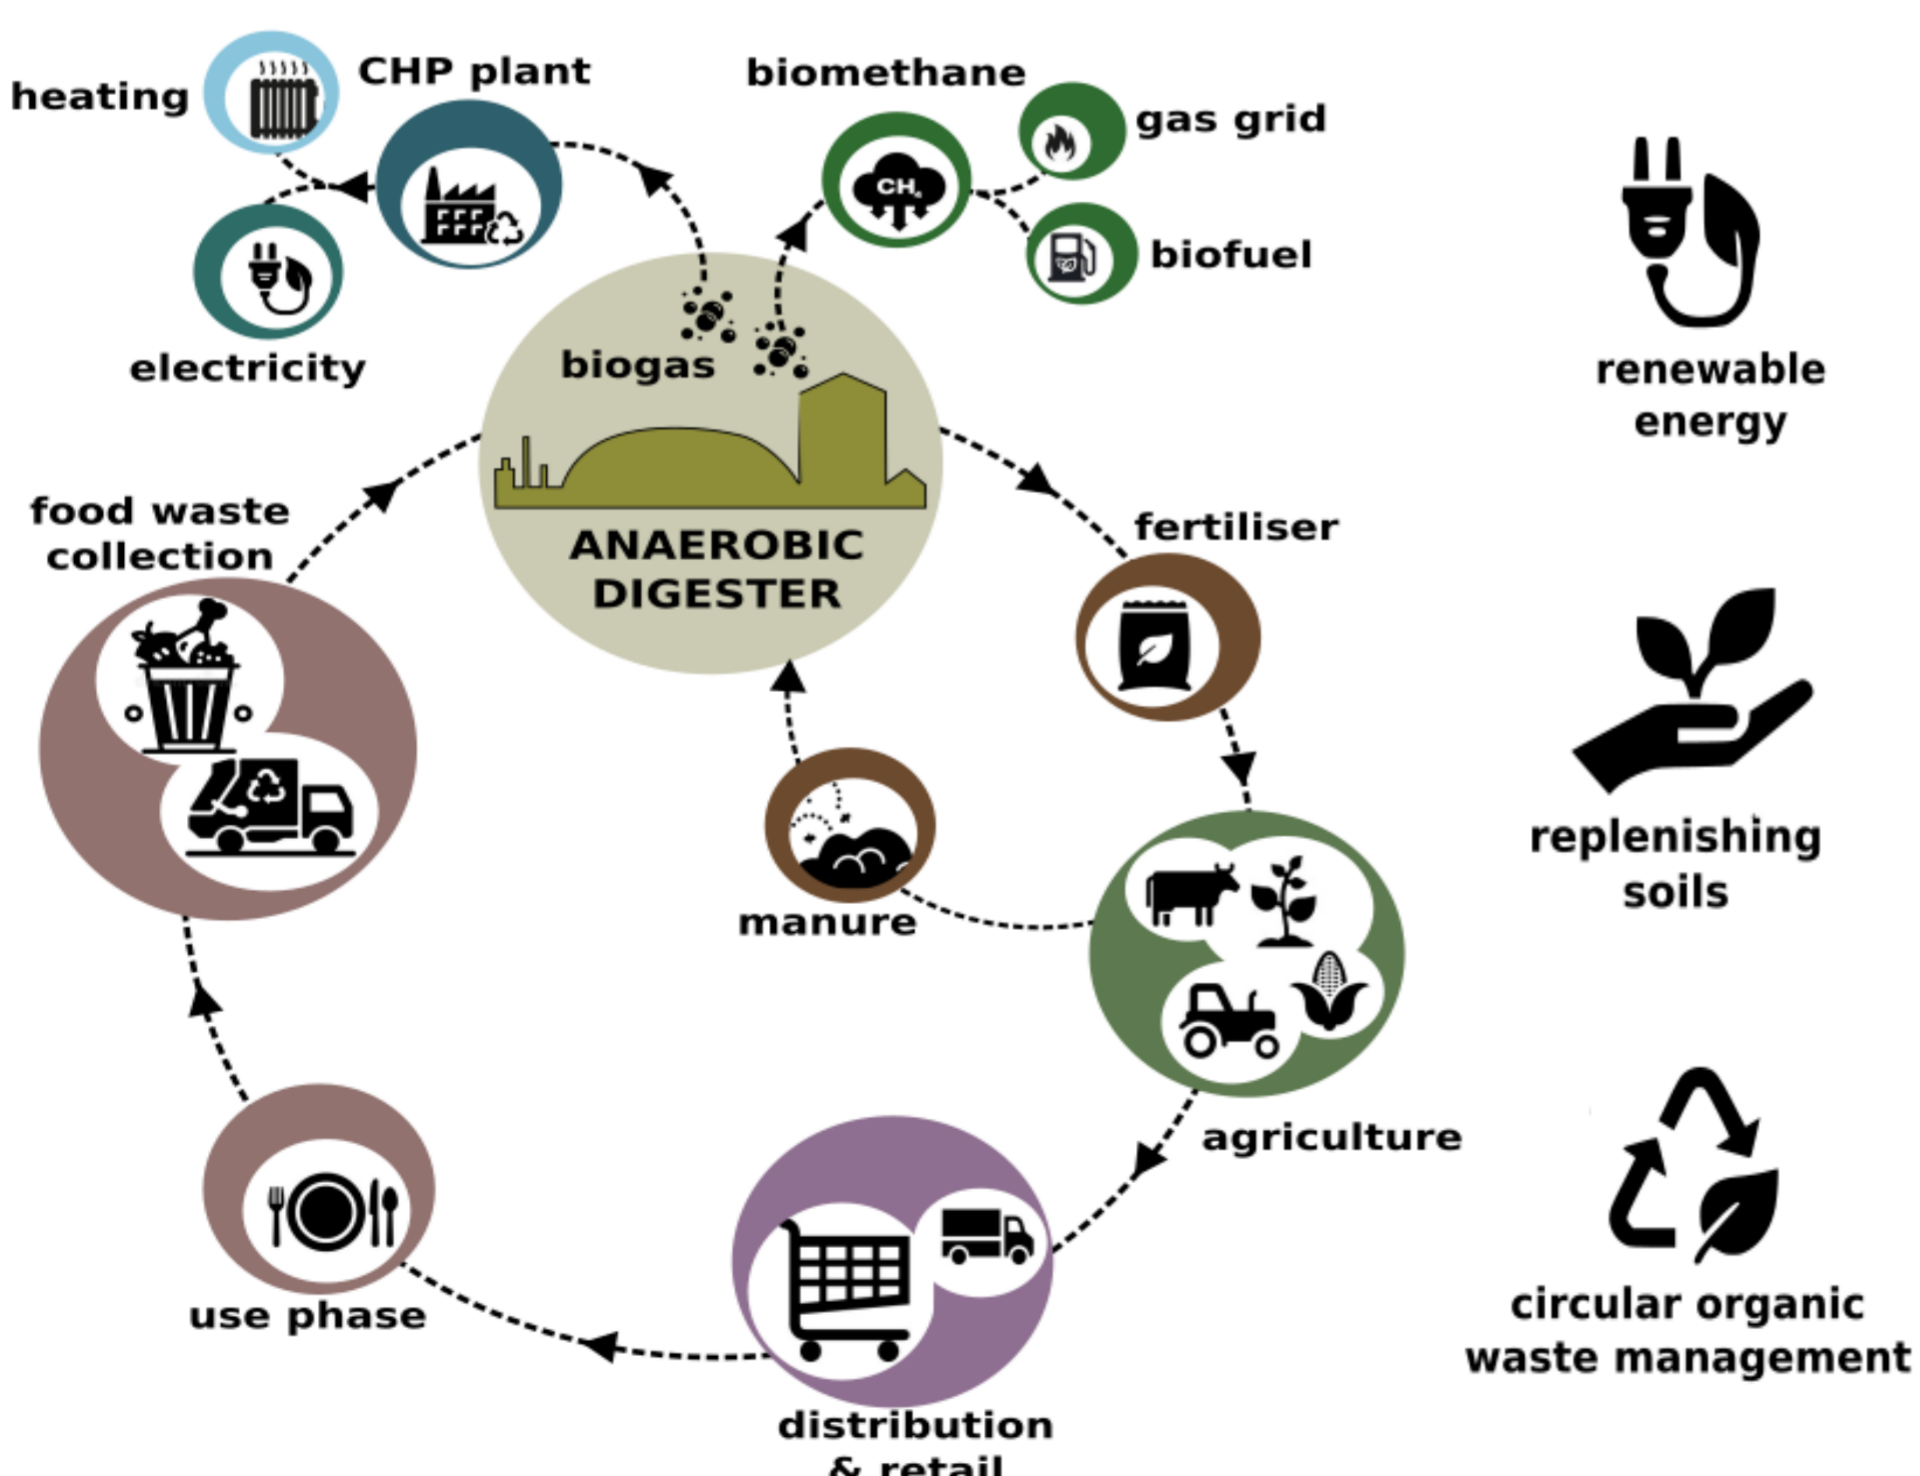 heating
CHP plant
biomethane
gas grid
CH₄
biofuel
electricity
biogas
ANAEROBIC
DIGESTER
food waste
collection
fertiliser
manure
agriculture
use phase
distribution
& retail
renewable
energy
replenishing
soils
circular organic
waste management